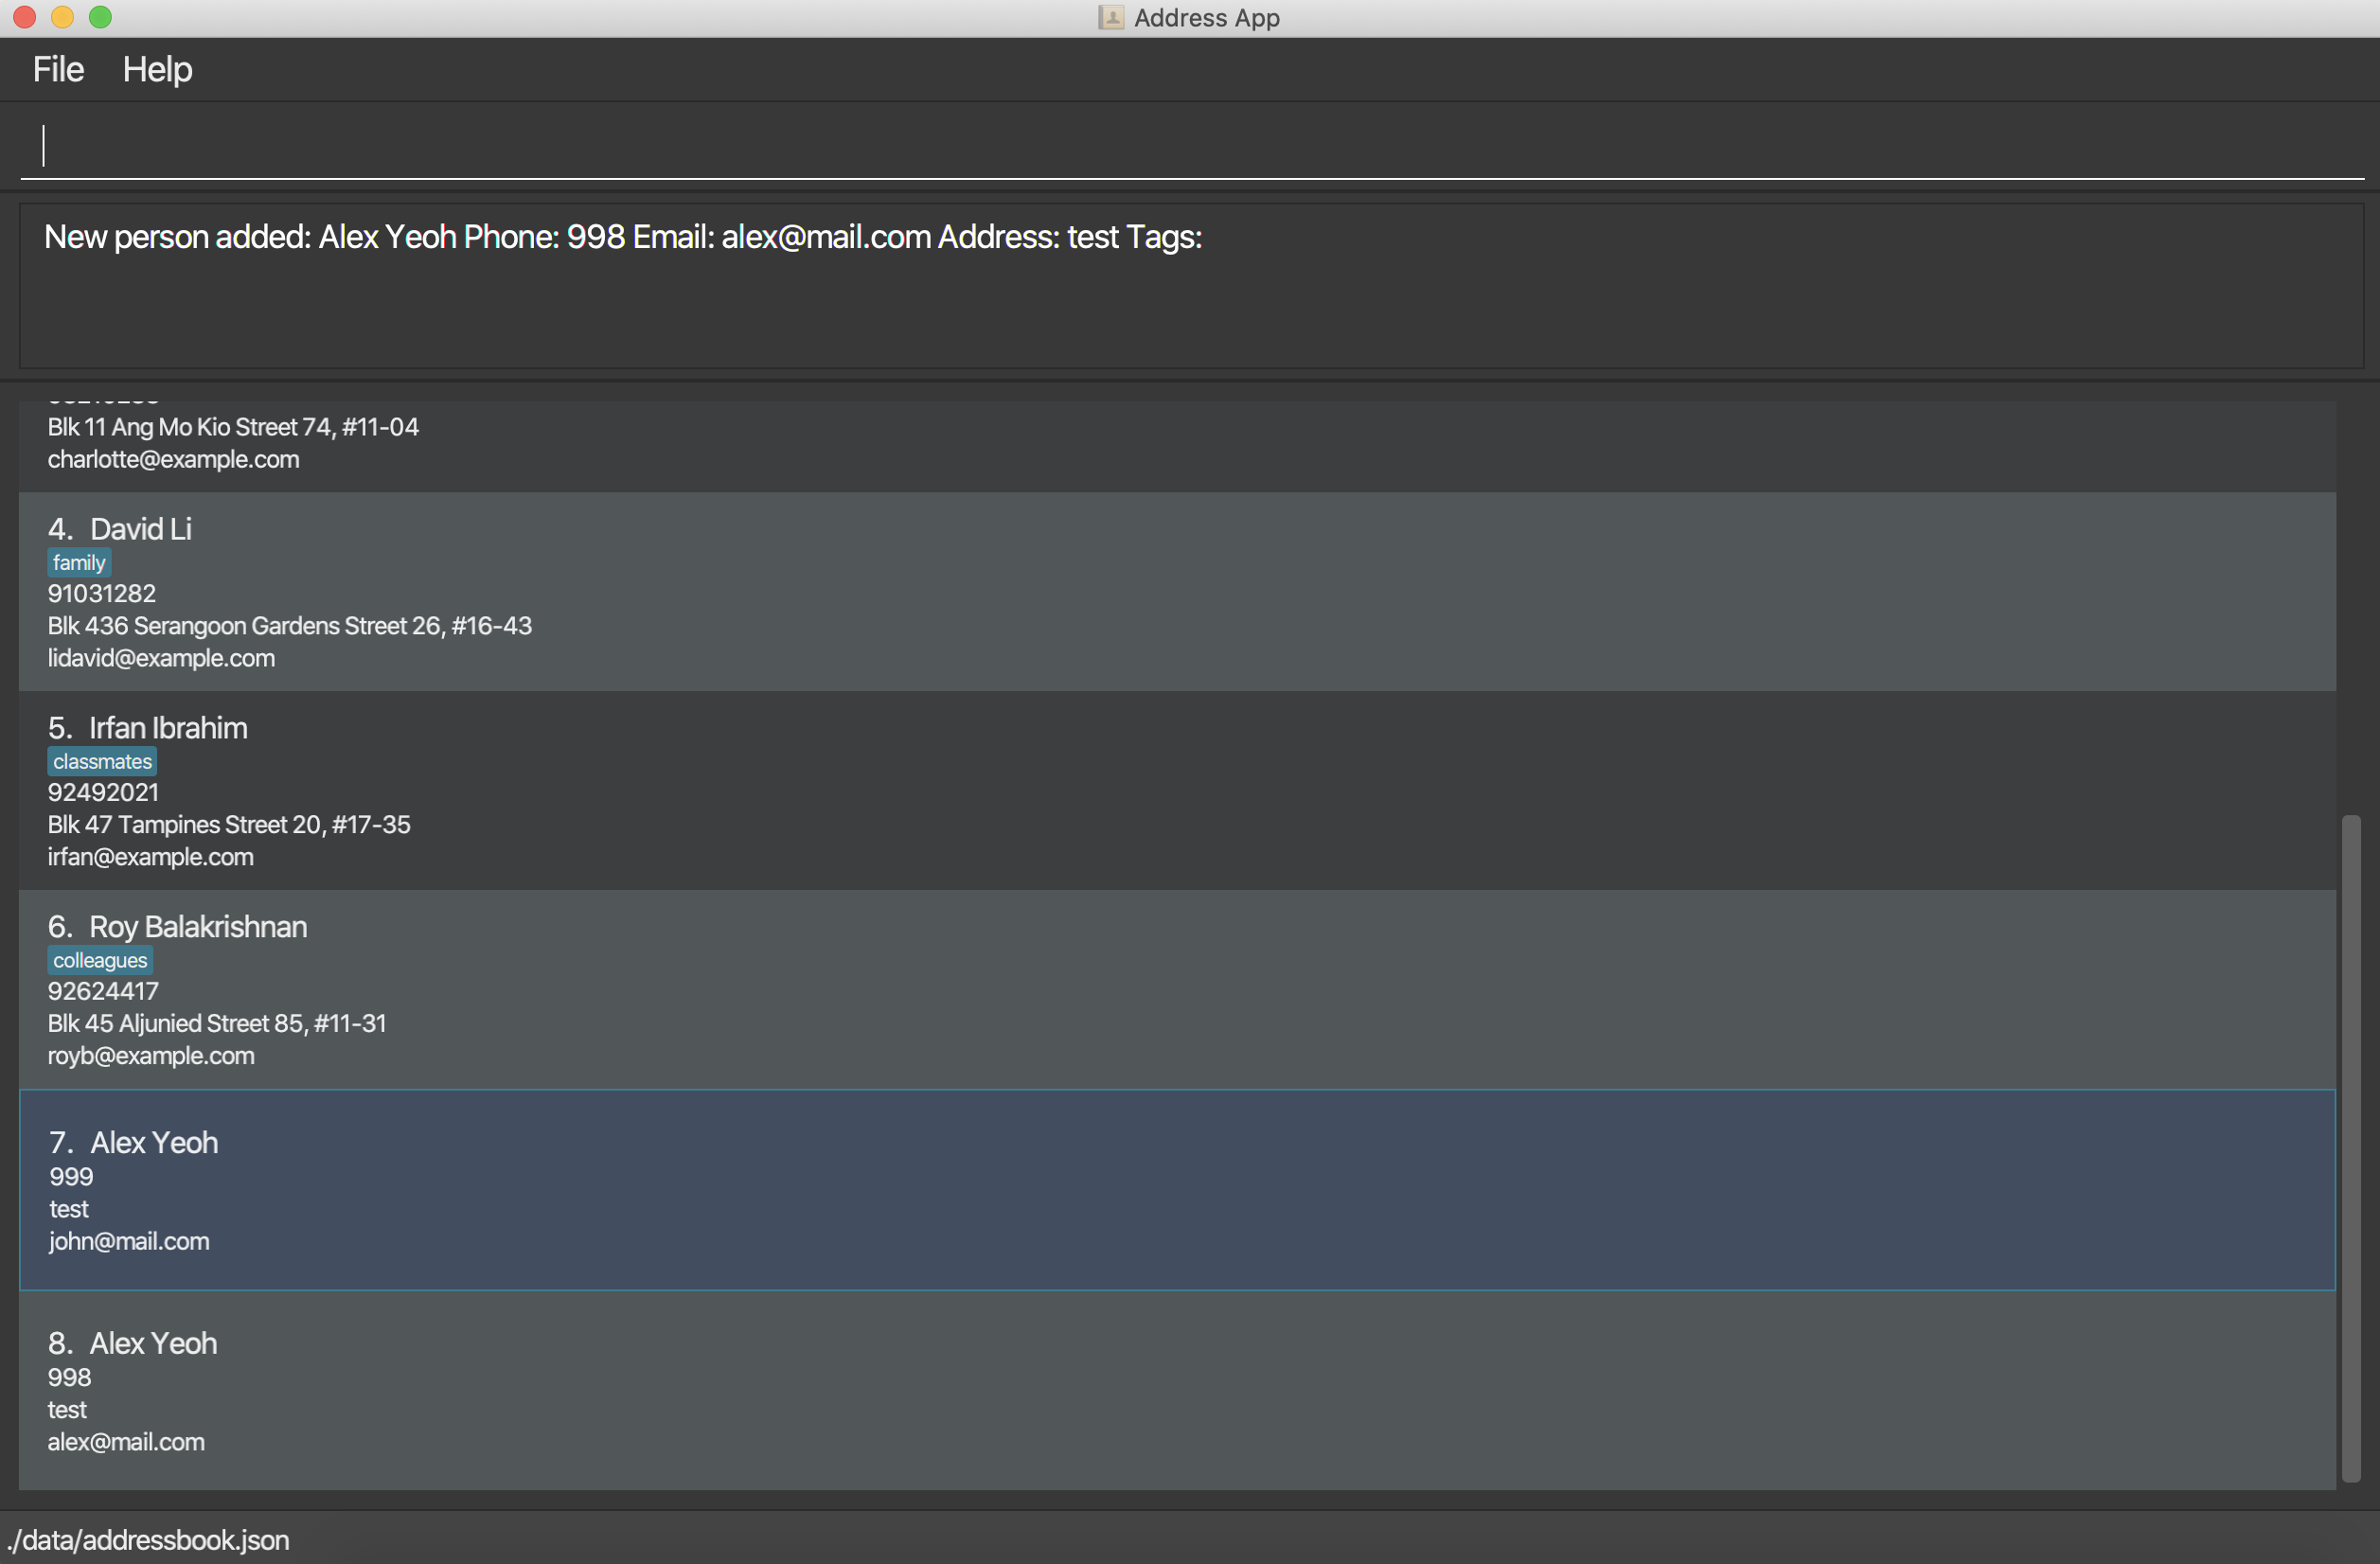 Address App
File Help
New person added: Alex Yeoh Phone: 998 Email: alex@mail.com Address: test Tags:
Blk 11 Ang Mo Kio Street 74, #11-04
charlotte@example.com
4. David Li
family
91031282
Blk 436 Serangoon Gardens Street 26, #16-43
lidavid@example.com
5. Irfan Ibrahim
classmates
92492021
Blk 47 Tampines Street 20, #17-35
irfan@example.com
6. Roy Balakrishnan
colleagues
92624417
Blk 45 Aljunied Street 85, #11-31
royb@example.com
7. Alex Yeoh
999
test
john@mail.com
8. Alex Yeoh
998
test
alex@mail.com
./data/addressbook.json